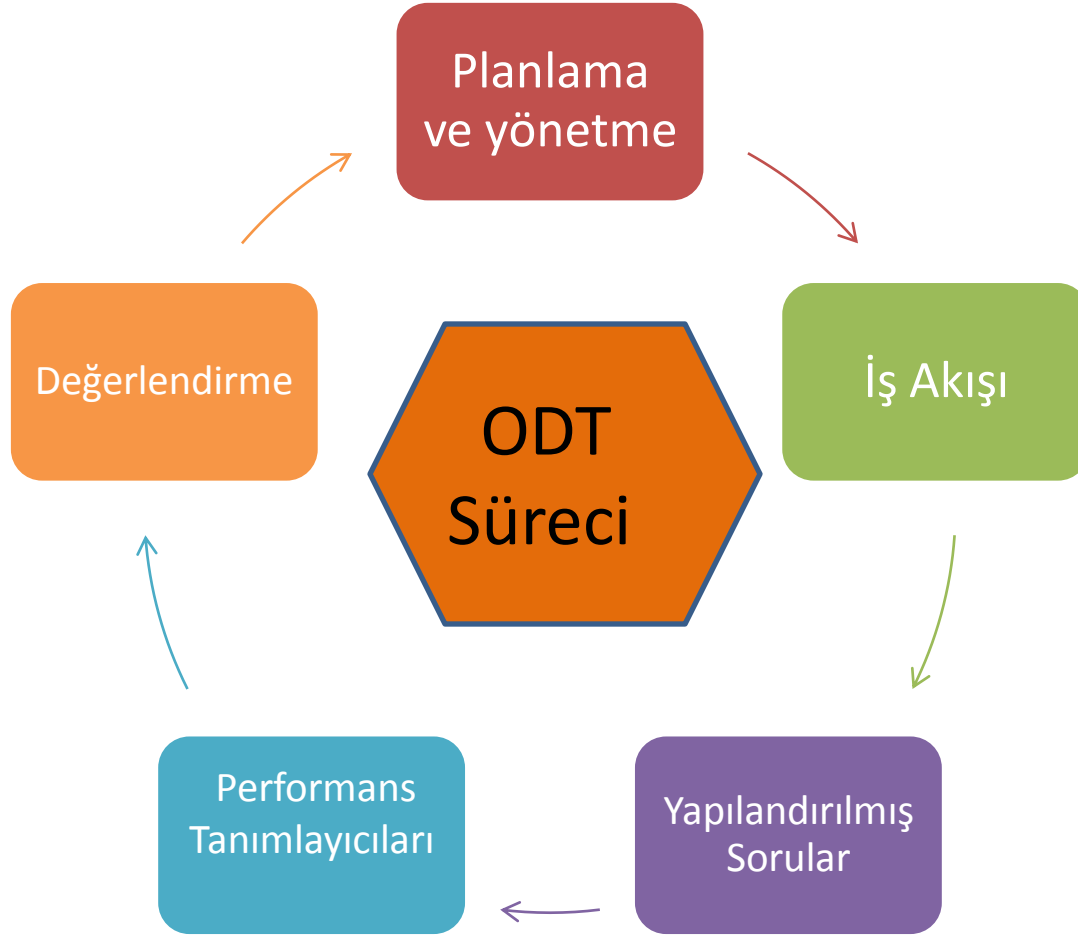 Planlama
ve yönetme
İş Akışı
Yapılandırılmış
Sorular
Performans
Tanımlayıcıları
Değerlendirme
ODT
Süreci